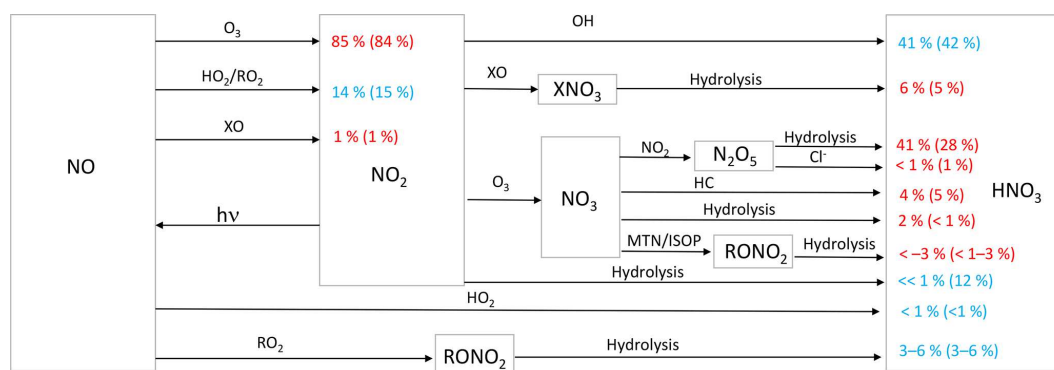 O₃
OH
85 % (84 %)
41 % (42 %)
HO₂/RO₂
14 % (15 %)
XO
XNO₃
Hydrolysis
6 % (5 %)
XO
1 % (1 %)
NO
NO₂
O₃
NO₃
NO₂
N₂O₅
Hydrolysis
41 % (28 %)
Cl⁻
< 1 % (1 %)
HC
4 % (5 %)
HNO₃
Hydrolysis
2 % (< 1 %)
hν
MTN/ISOP
RONO₂
Hydrolysis
< –3 % (< 1–3 %)
Hydrolysis
<< 1 % (12 %)
HO₂
< 1 % (<1 %)
RO₂
RONO₂
Hydrolysis
3–6 % (3–6 %)